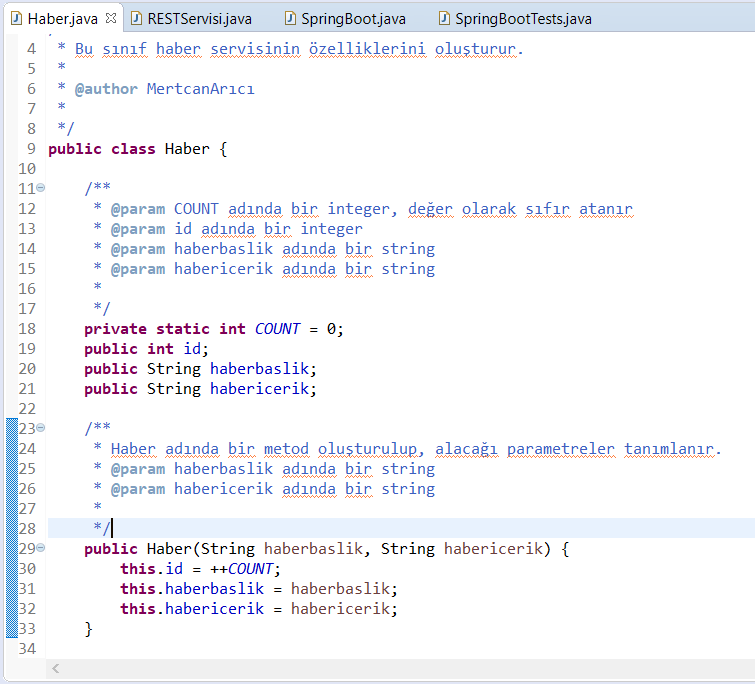 Haber.java RESTServisi.java SpringBoot.java SpringBootTests.java
4 * Bu sınıf haber servisinin özelliklerini oluşturur.
5 *
6 * @author MertcanArıcı
7 *
8 */
9 public class Haber {
10
11 /**
12 * @param COUNT adında bir integer, değer olarak sıfır atanır
13 * @param id adında bir integer
14 * @param haberbaslik adında bir string
15 * @param habericerik adında bir string
16 *
17 */
18 private static int COUNT = 0;
19 public int id;
20 public String haberbaslik;
21 public String habericerik;
22
23 /**
24 * Haber adında bir metod oluşturulup, alacağı parametreler tanımlanır.
25 * @param haberbaslik adında bir string
26 * @param habericerik adında bir string
27 *
28 */
29 public Haber(String haberbaslik, String habericerik) {
30 this.id = ++COUNT;
31 this.haberbaslik = haberbaslik;
32 this.habericerik = habericerik;
33 }
34